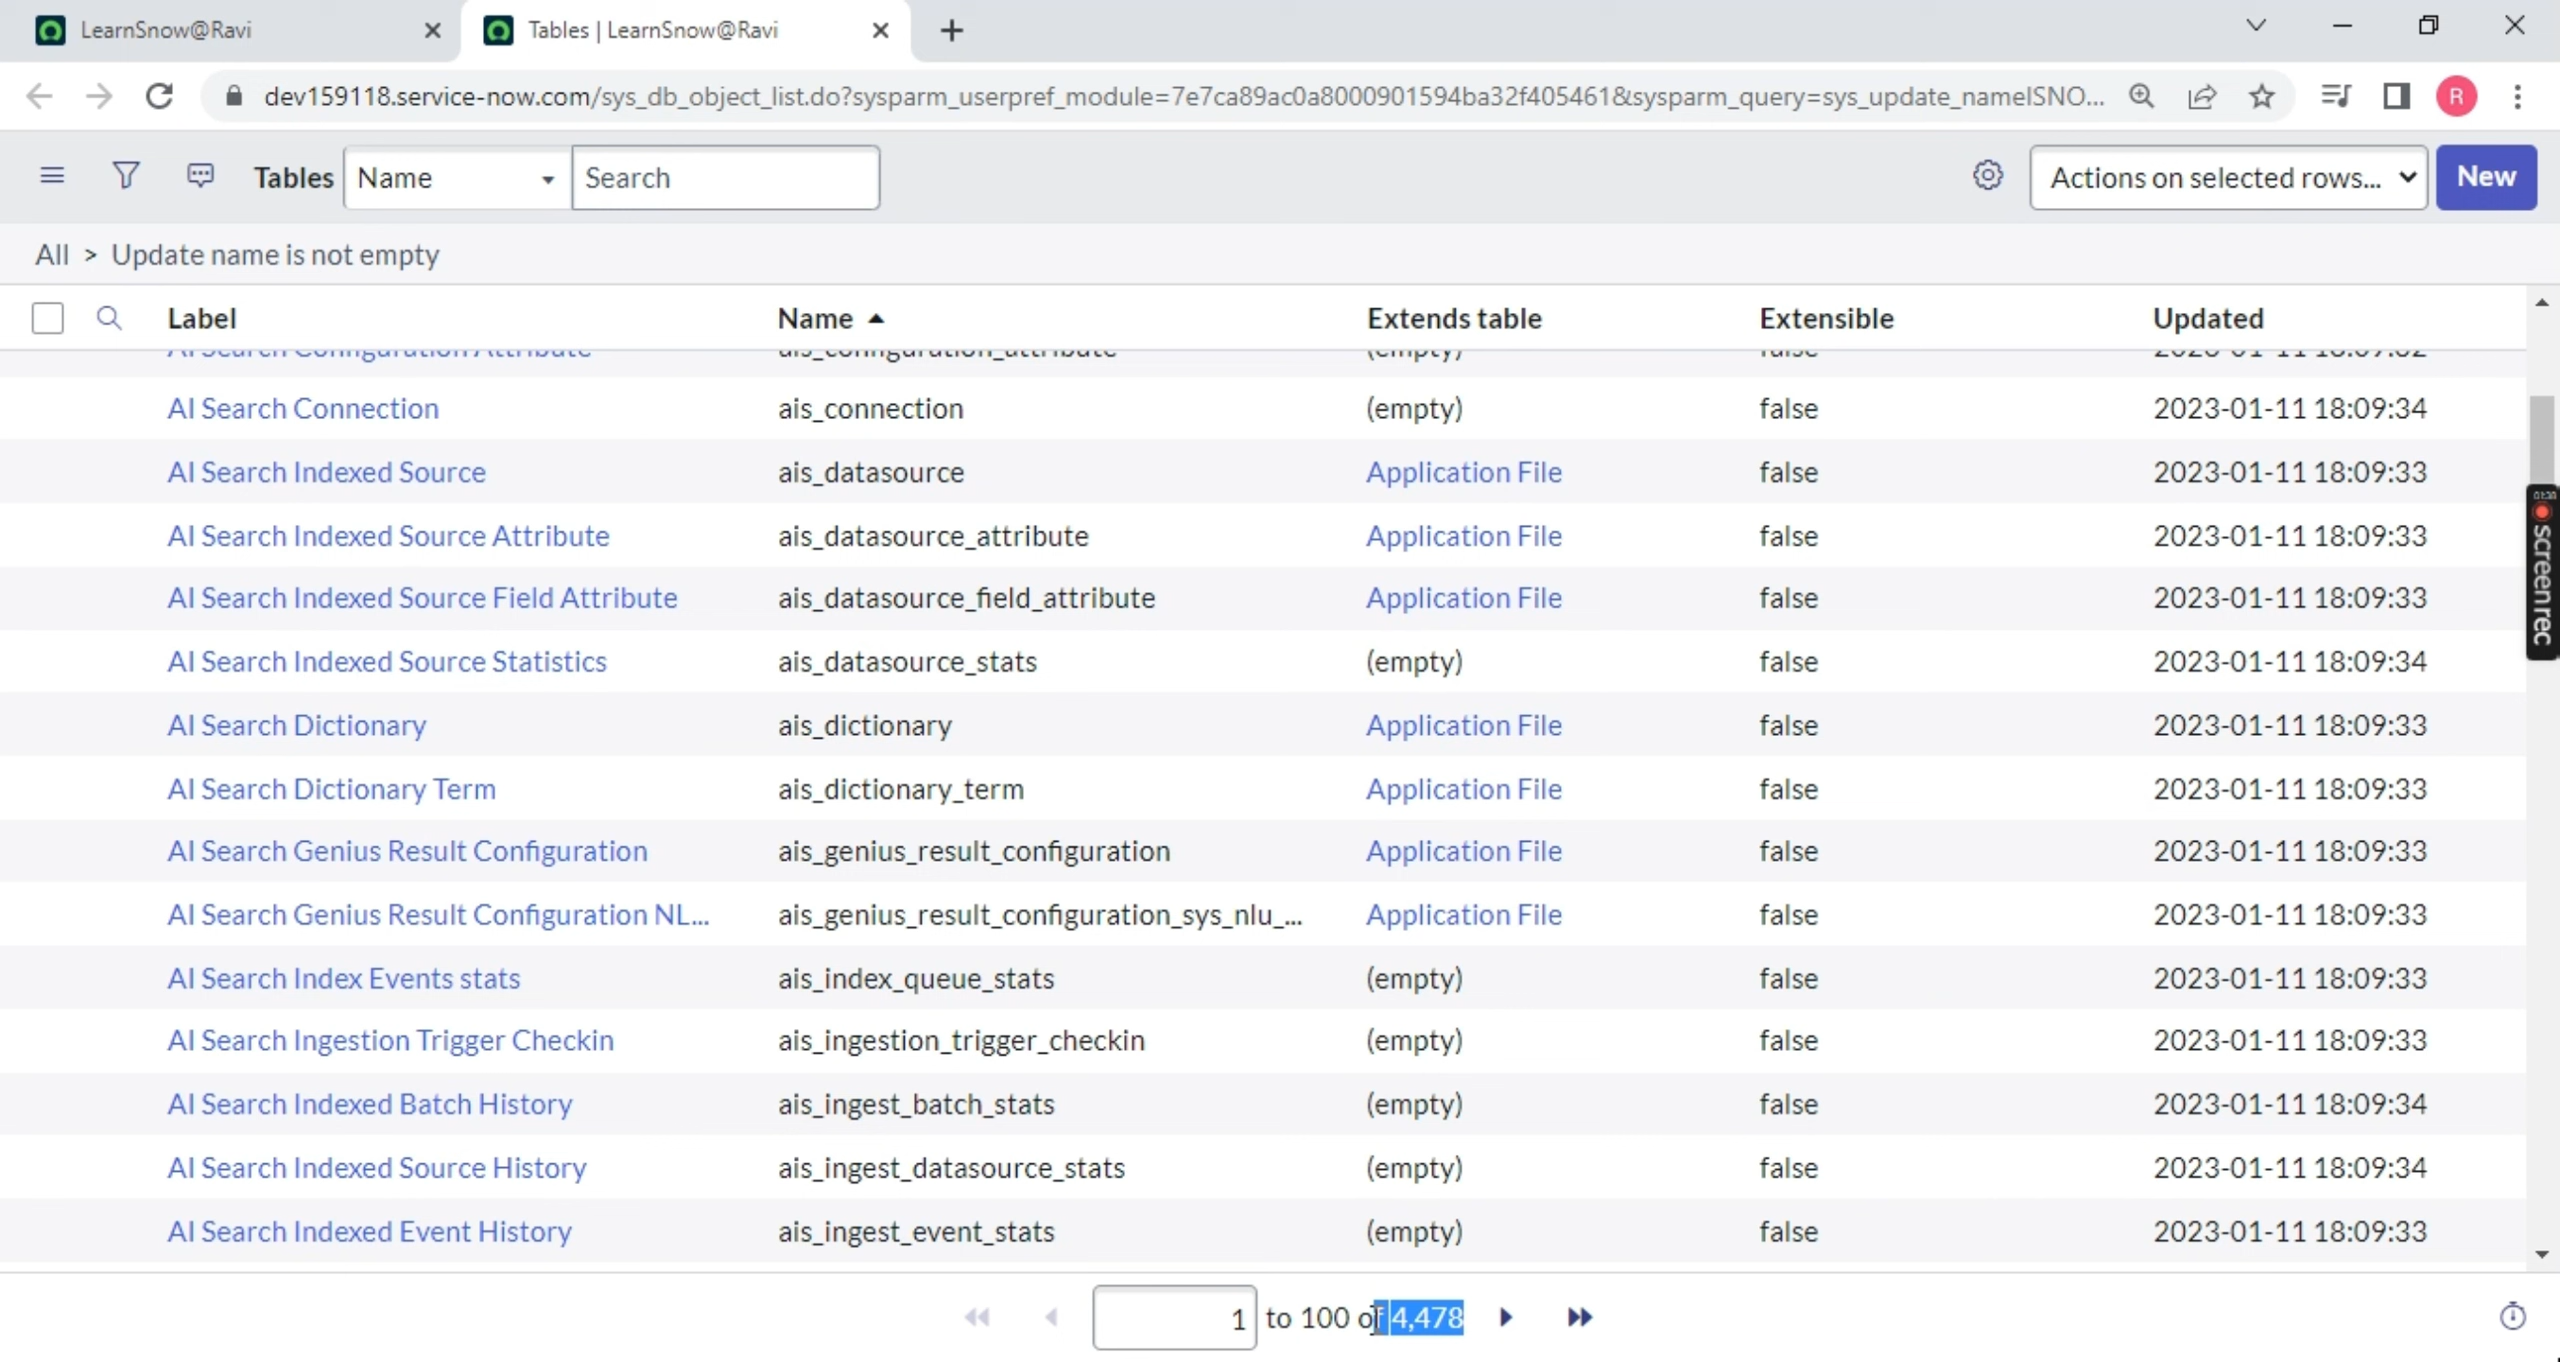 LearnSnow@Ravi
Tables | LearnSnow@Ravi
dev159118.service-now.com/sys_db_object_list.do?sysparm_userpref_module=7e7ca89ac0a8000901594ba32f405461&sysparm_query=sys_update_nameISNO... R
Tables Name Search Actions on selected rows... New
All > Update name is not empty
Label Name Extends table Extensible Updated
AI Search Configuration Attribute ais_configuration_attribute (empty) false
AI Search Connection ais_connection (empty) false 2023-01-11 18:09:34
AI Search Indexed Source ais_datasource Application File false 2023-01-11 18:09:33
AI Search Indexed Source Attribute ais_datasource_attribute Application File false 2023-01-11 18:09:33
AI Search Indexed Source Field Attribute ais_datasource_field_attribute Application File false 2023-01-11 18:09:33
AI Search Indexed Source Statistics ais_datasource_stats (empty) false 2023-01-11 18:09:34
AI Search Dictionary ais_dictionary Application File false 2023-01-11 18:09:33
AI Search Dictionary Term ais_dictionary_term Application File false 2023-01-11 18:09:33
AI Search Genius Result Configuration ais_genius_result_configuration Application File false 2023-01-11 18:09:33
AI Search Genius Result Configuration NL... ais_genius_result_configuration_sys_nlu_... Application File false 2023-01-11 18:09:33
AI Search Index Events stats ais_index_queue_stats (empty) false 2023-01-11 18:09:33
AI Search Ingestion Trigger Checkin ais_ingestion_trigger_checkin (empty) false 2023-01-11 18:09:33
AI Search Indexed Batch History ais_ingest_batch_stats (empty) false 2023-01-11 18:09:34
AI Search Indexed Source History ais_ingest_datasource_stats (empty) false 2023-01-11 18:09:34
AI Search Indexed Event History ais_ingest_event_stats (empty) false 2023-01-11 18:09:33
1 to 100 of 4,478
screenrec